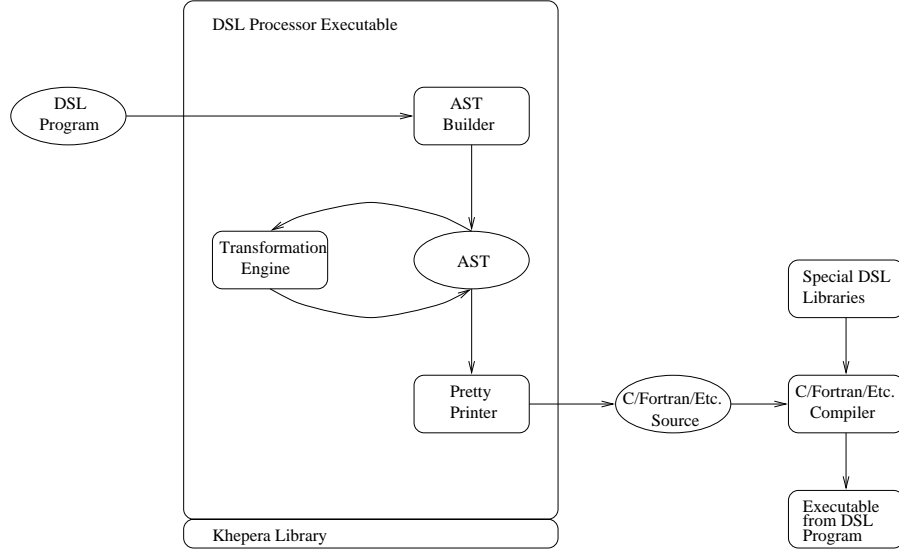 DSL Processor Executable
DSL
Program
AST
Builder
Transformation
Engine
AST
Special DSL
Libraries
Pretty
Printer
C/Fortran/Etc.
Source
C/Fortran/Etc.
Compiler
Executable
from DSL
Program
Khepera Library